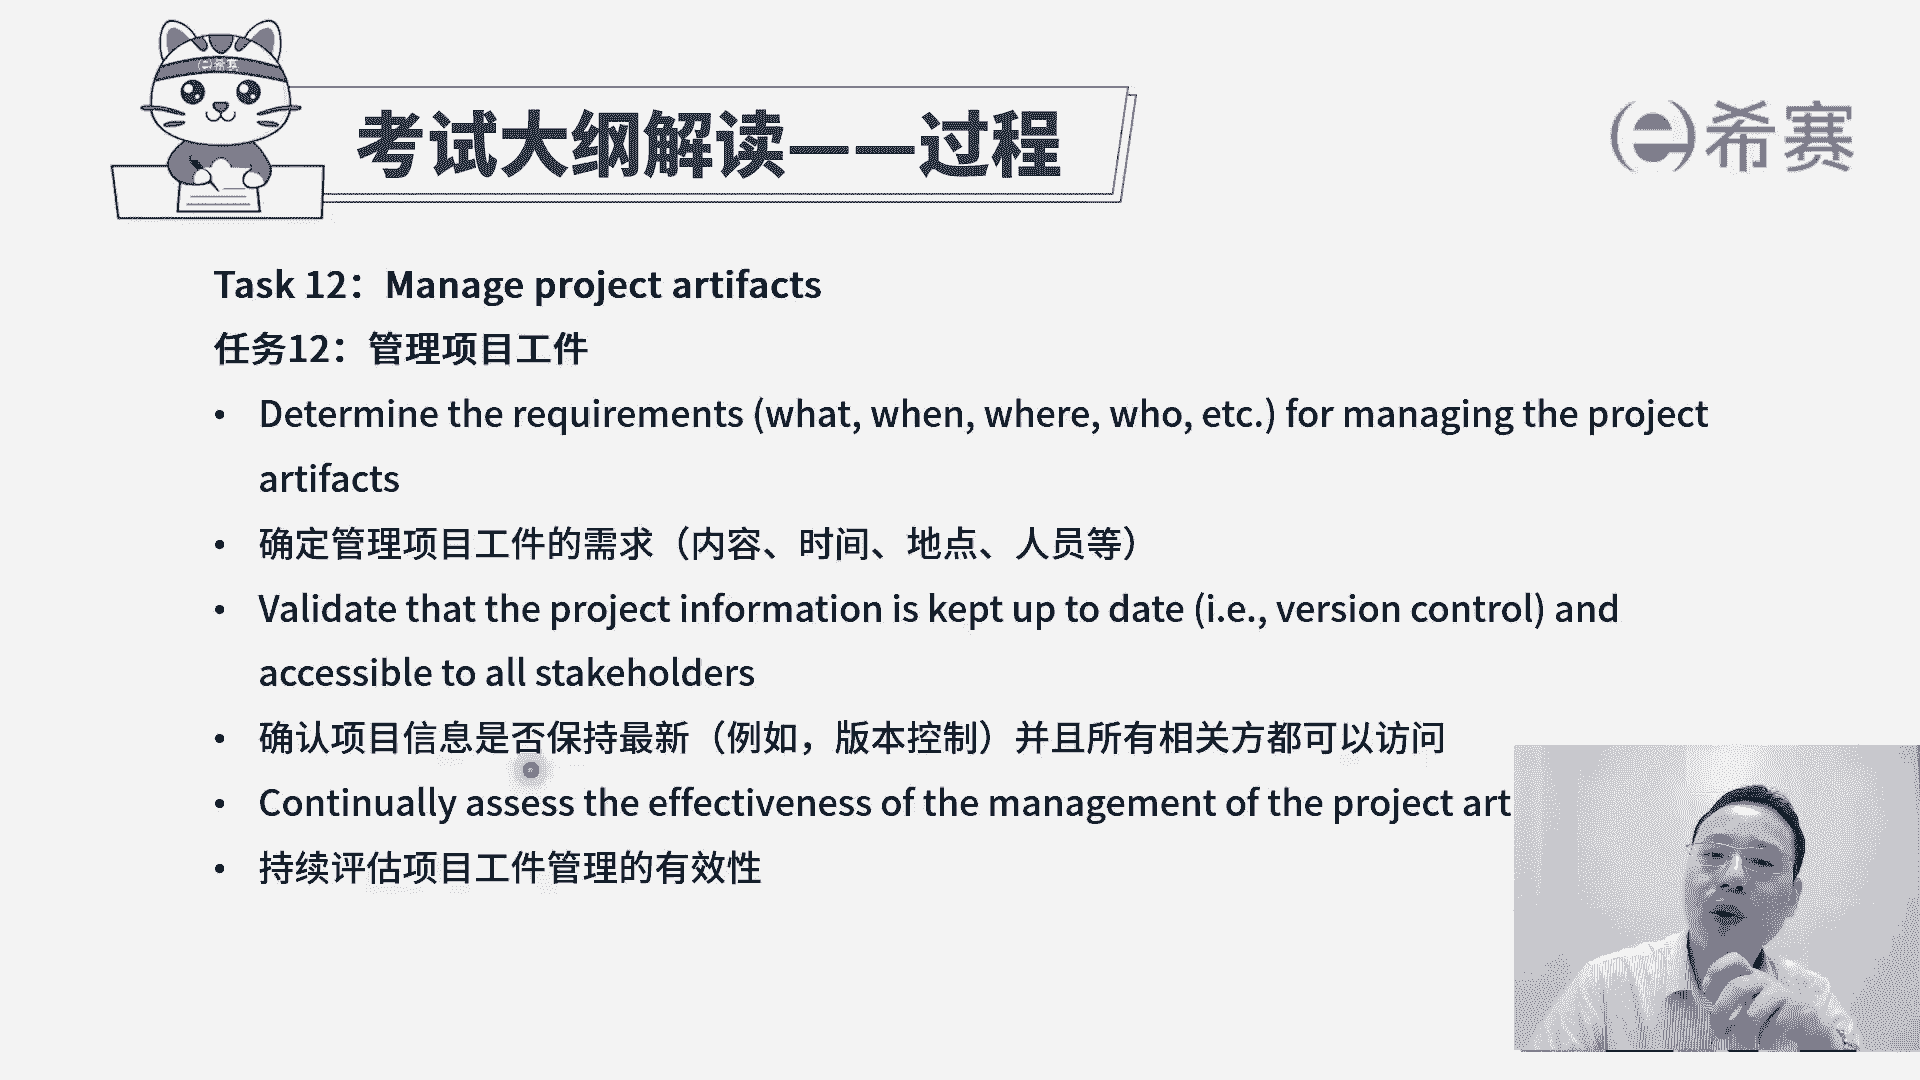 希赛
考试大纲解读——过程
希赛
Task 12：Manage project artifacts
任务12：管理项目工件
• Determine the requirements (what, when, where, who, etc.) for managing the project
artifacts
• 确定管理项目工件的需求（内容、时间、地点、人员等）
• Validate that the project information is kept up to date (i.e., version control) and
accessible to all stakeholders
• 确认项目信息是否保持最新（例如，版本控制）并且所有相关方都可以访问
• Continually assess the effectiveness of the management of the project art
• 持续评估项目工件管理的有效性